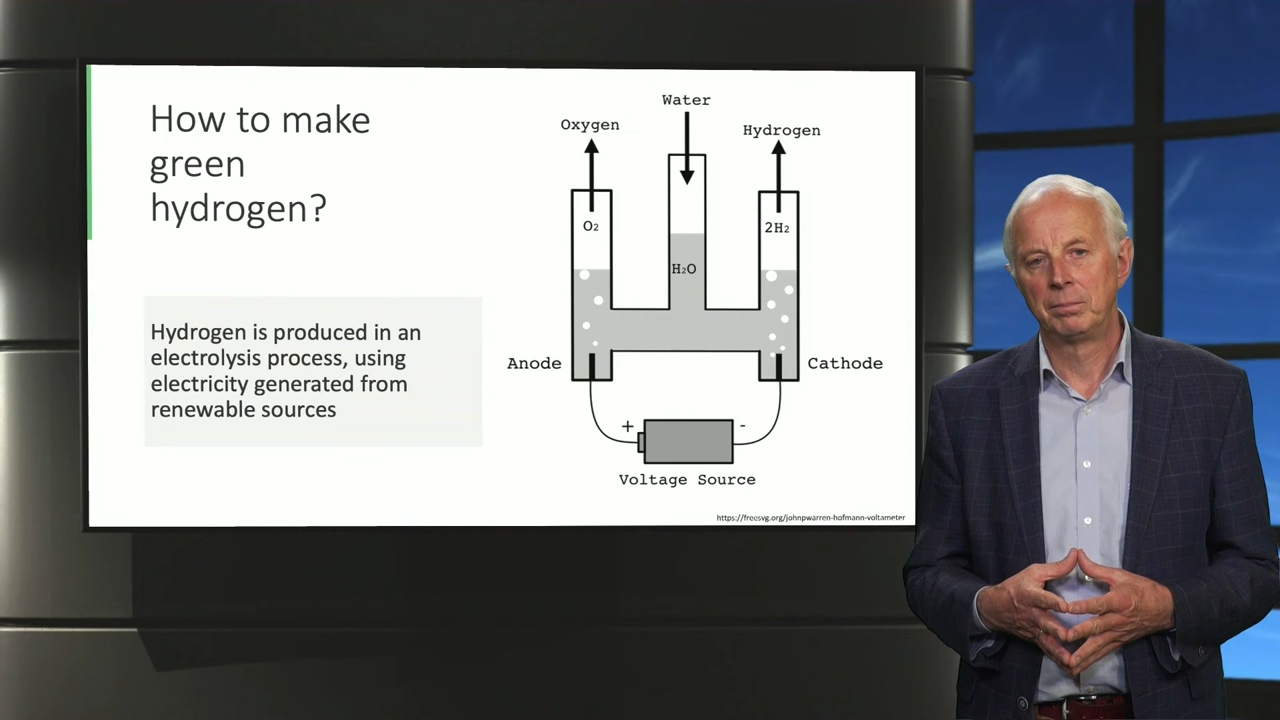 How to make
green
hydrogen?
Hydrogen is produced in an
electrolysis process, using
electricity generated from
renewable sources
Water
Oxygen
Hydrogen
O₂
2H₂
H₂O
Anode
Cathode
+
-
Voltage Source
https://freesvg.org/johnpwarren-hofmann-voltameter